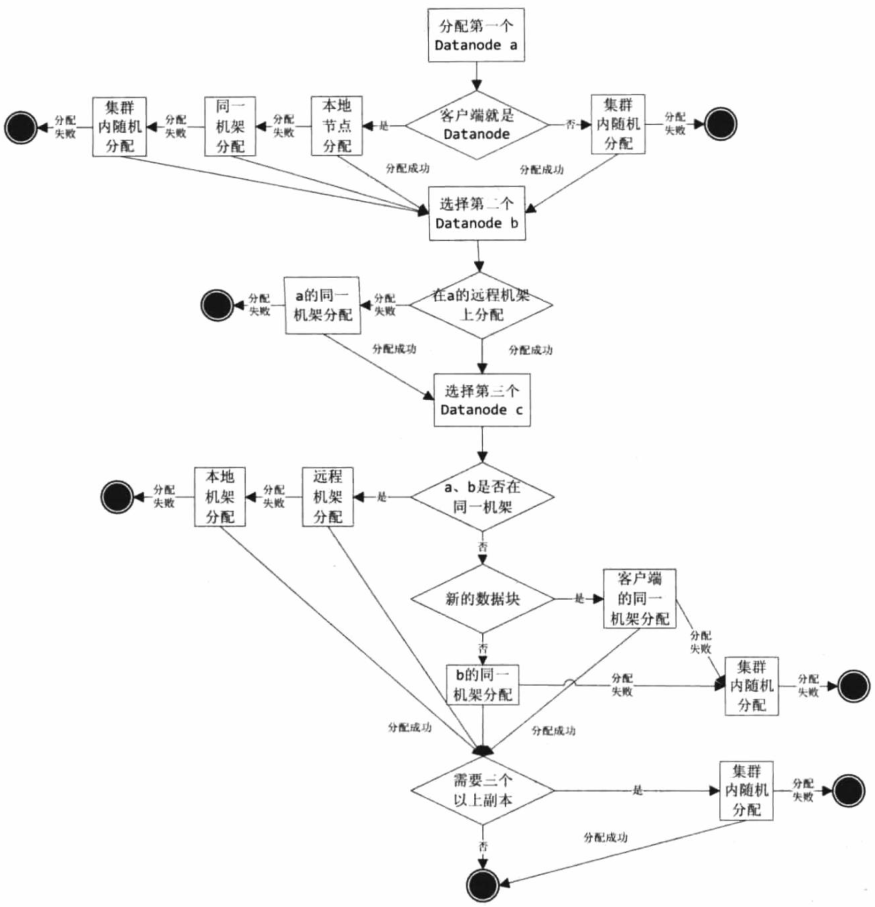 分配第一个
Datanode a
客户端就是
Datanode
是
否
本地
节点
分配
分配
失败
同一
机架
分配
分配
失败
集群
内随机
分配
分配
失败
集群
内随机
分配
分配
失败
分配成功
分配成功
选择第二个
Datanode b
在a的远程机架
上分配
分配
失败
a的同一
机架分配
分配
失败
分配成功
分配成功
选择第三个
Datanode c
a、b是否在
同一机架
是
远程
机架
分配
分配
失败
本地
机架
分配
分配
失败
否
新的数据块
是
客户端
的同一
机架分配
分配
失败
否
b的同一
机架分配
分配
失败
集群
内随机
分配
分配
失败
分配成功
分配成功
需要三个
以上副本
是
集群
内随机
分配
分配
失败
否
分配成功